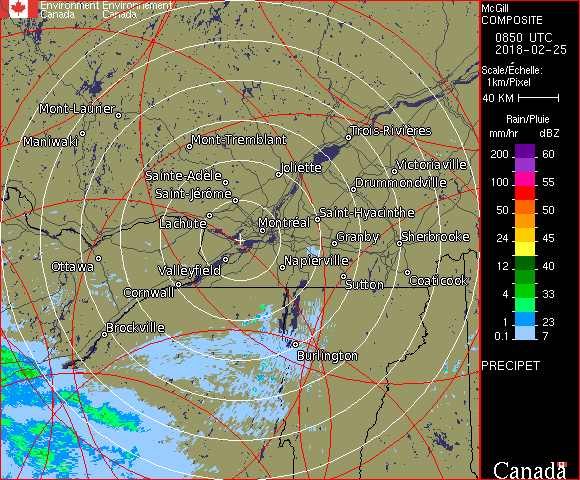 Environment Environnement
Canada Canada
McGill
COMPOSITE
0850 UTC
2018-02-25
Scale/Échelle:
1km/Pixel
40 KM
Rain/Pluie
mm/hr dBZ
200 60
155 57
100 55
50 50
24 45
12 40
4 33
1 23
0.1 7
PRECIPET
Mont-Laurier
Maniwaki
Mont-Tremblant
Trois-Rivières
Sainte-Adèle
Joliette
Victoriaville
Saint-Jérôme
Drummondville
Lachute
Montréal
Saint-Hyacinthe
Granby
Sherbrooke
Ottawa
Valleyfield
Napierville
Cornwall
Sutton
Coaticook
Brockville
Burlington
Canada